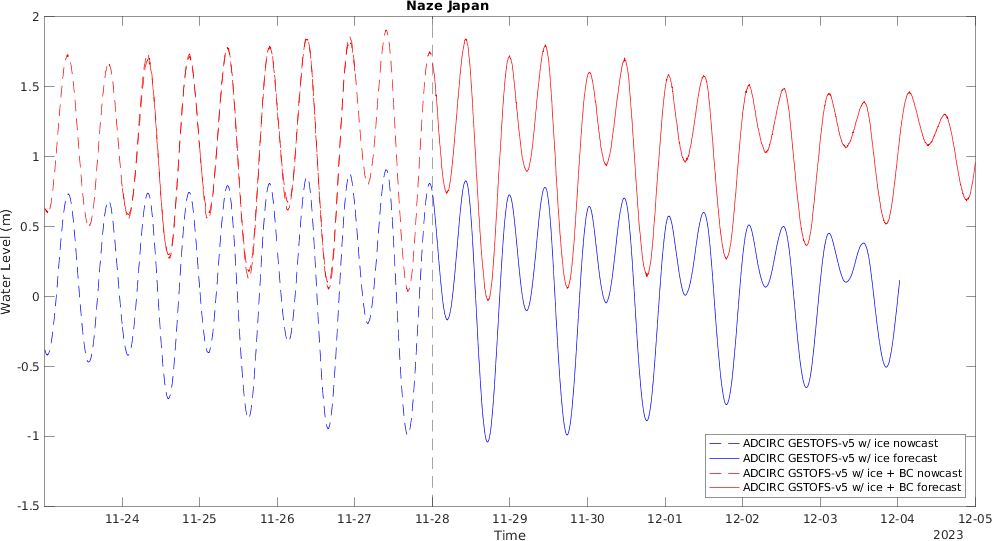 Naze Japan
2
1.5
1
0.5
0
-0.5
-1
-1.5
Water Level (m)
ADCIRC GESTOFS-v5 w/ ice nowcast
ADCIRC GESTOFS-v5 w/ ice forecast
ADCIRC GSTOFS-v5 w/ ice + BC nowcast
ADCIRC GSTOFS-v5 w/ ice + BC forecast
11-24 11-25 11-26 11-27 11-28 11-29 11-30 12-01 12-02 12-03 12-04 12-05
Time
2023